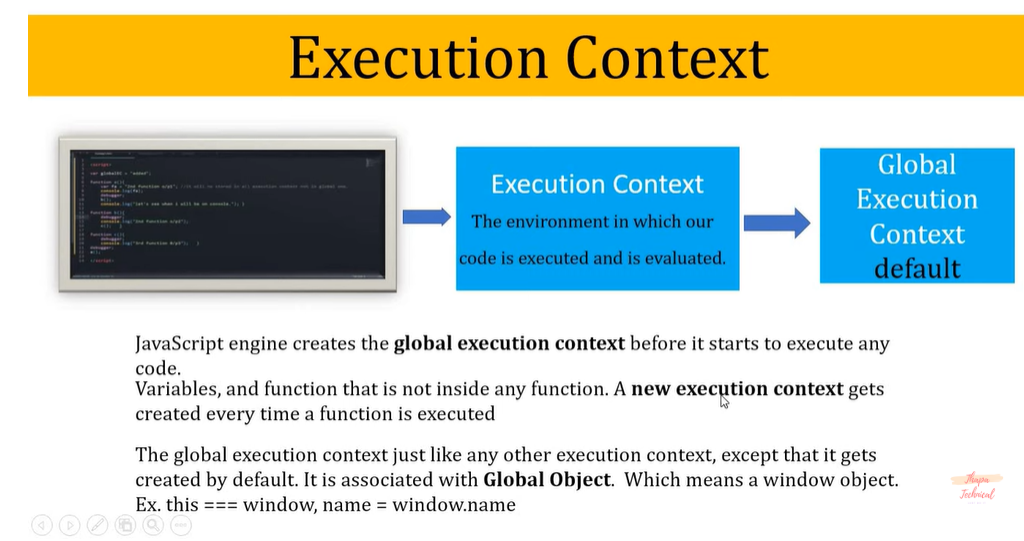 Execution Context
Execution Context
The environment in which our
code is executed and is evaluated.
Global
Execution
Context
default
JavaScript engine creates the global execution context before it starts to execute any
code.
Variables, and function that is not inside any function. A new execution context gets
created every time a function is executed
The global execution context just like any other execution context, except that it gets
created by default. It is associated with Global Object.  Which means a window object.
Ex. this === window, name = window.name
Thapa
Technical